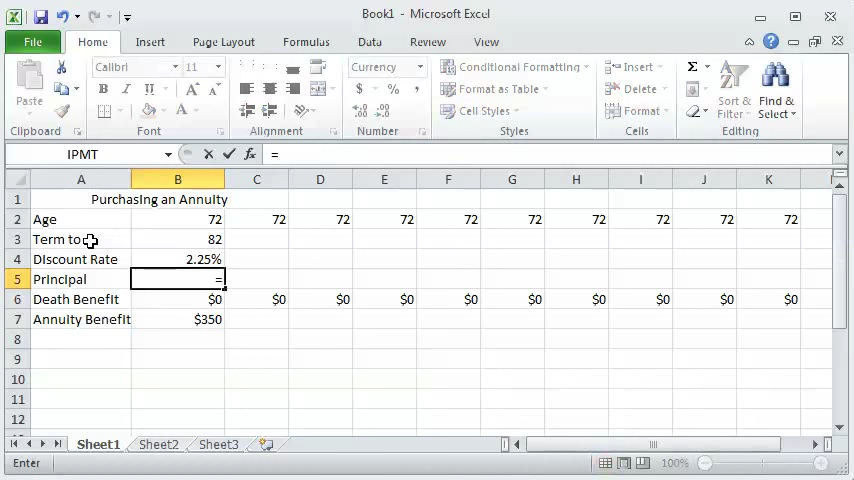 Book1 - Microsoft Excel
File Home Insert Page Layout Formulas Data Review View
Calibri 11 Currency Conditional Formatting Insert Σ
Paste B I U $ % , Format as Table Delete Sort & Find &
A Cell Styles Format Filter Select
Clipboard Font Alignment Number Styles Cells Editing
IPMT fx =
A B C D E F G H I J K
1 Purchasing an Annuity
2 Age 72 72 72 72 72 72 72 72 72 72
3 Term to 82
4 Discount Rate 2.25%
5 Principal =
6 Death Benefit $0 $0 $0 $0 $0 $0 $0 $0 $0 $0
7 Annuity Benefit $350
8
9
10
11
12
Sheet1 Sheet2 Sheet3
Enter 100%